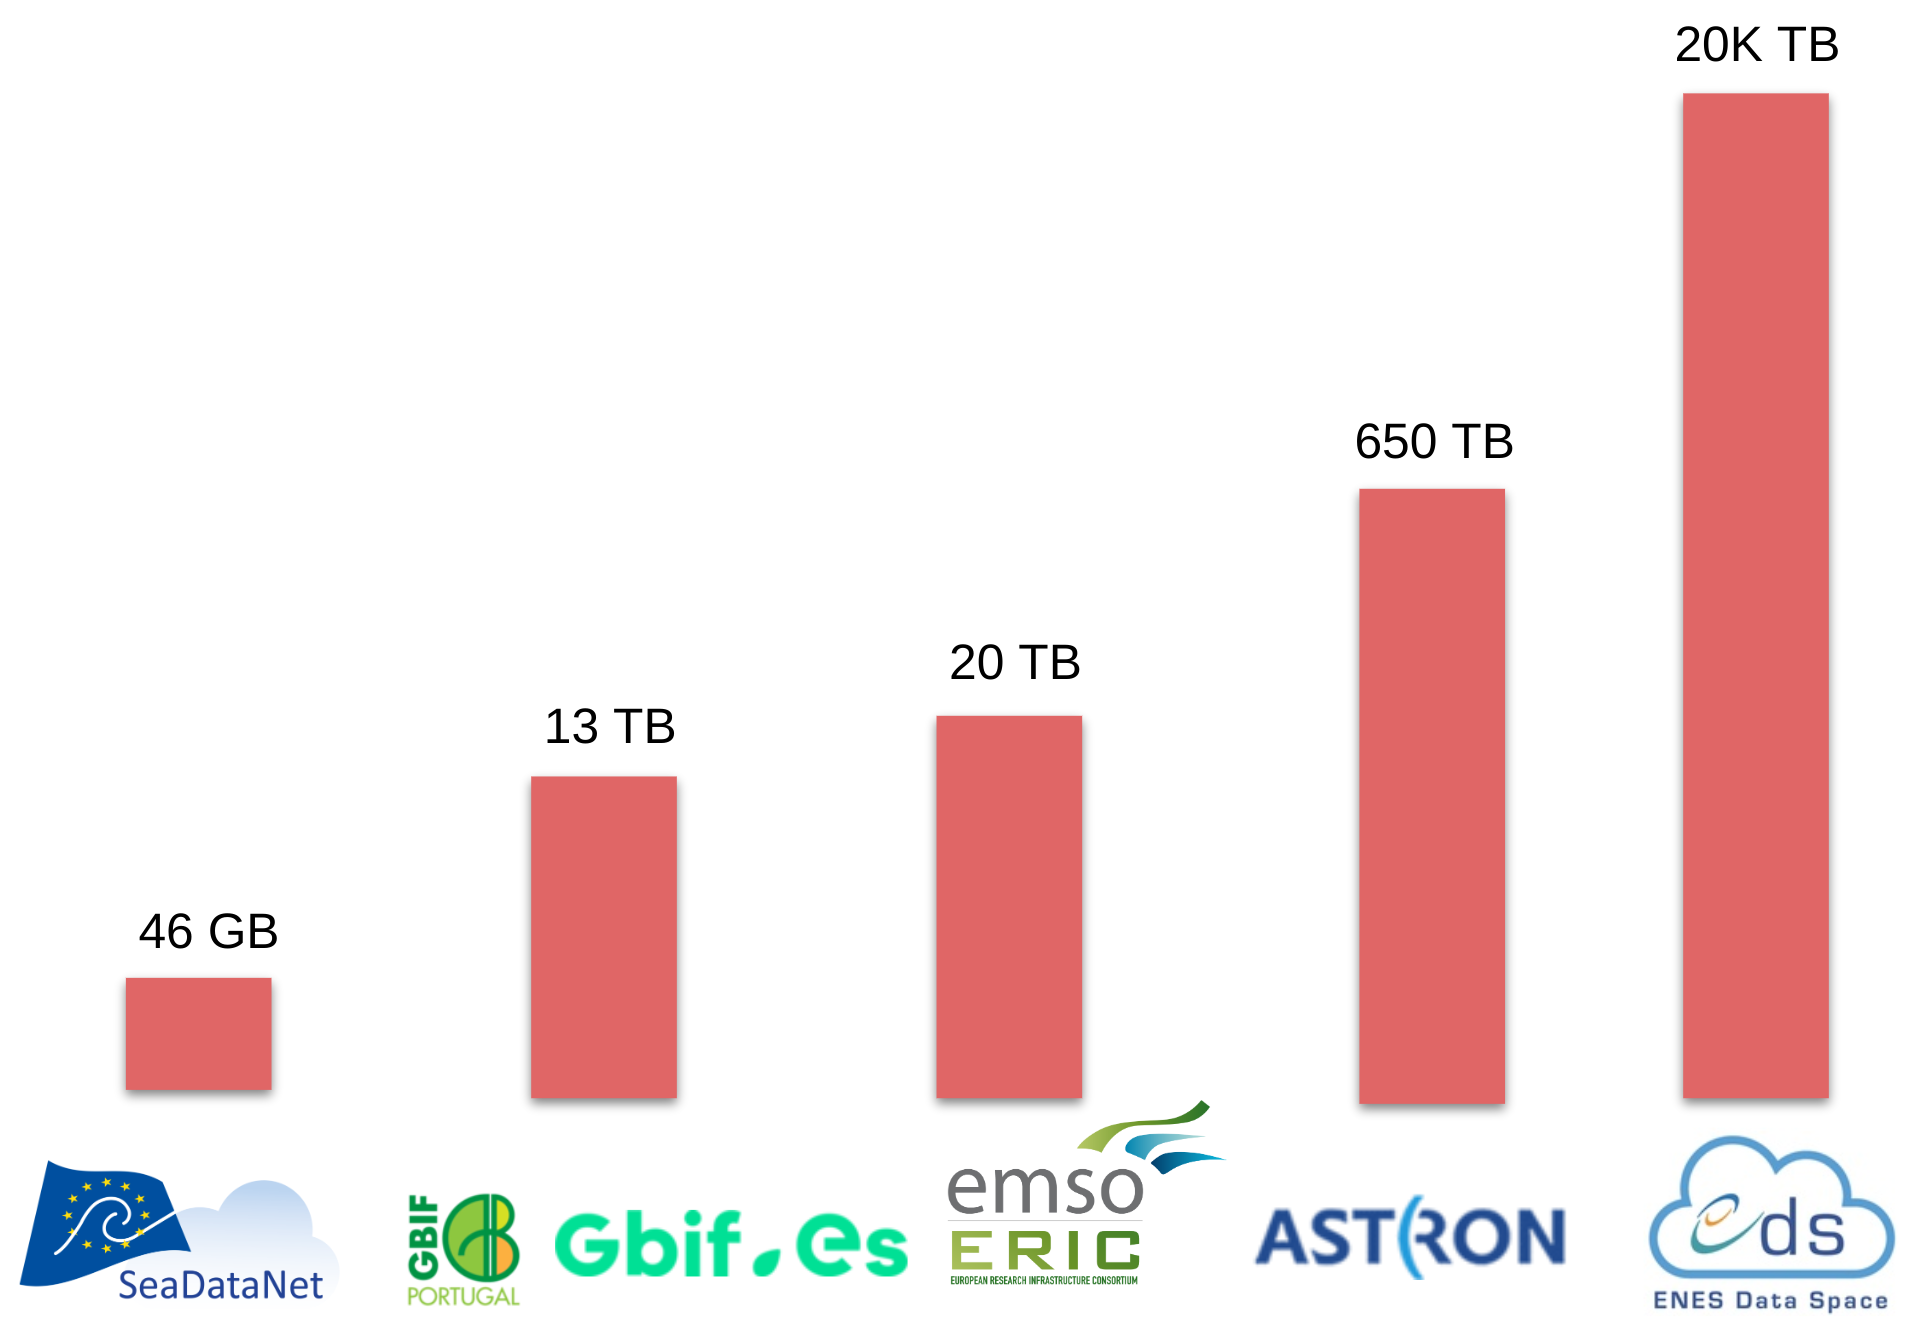 20K TB
650 TB
20 TB
13 TB
46 GB
SeaDataNet
GBIF
PORTUGAL
Gbif.es
emso
ERIC
EUROPEAN RESEARCH INFRASTRUCTURE CONSORTIUM
ASTRON
eds
ENES Data Space